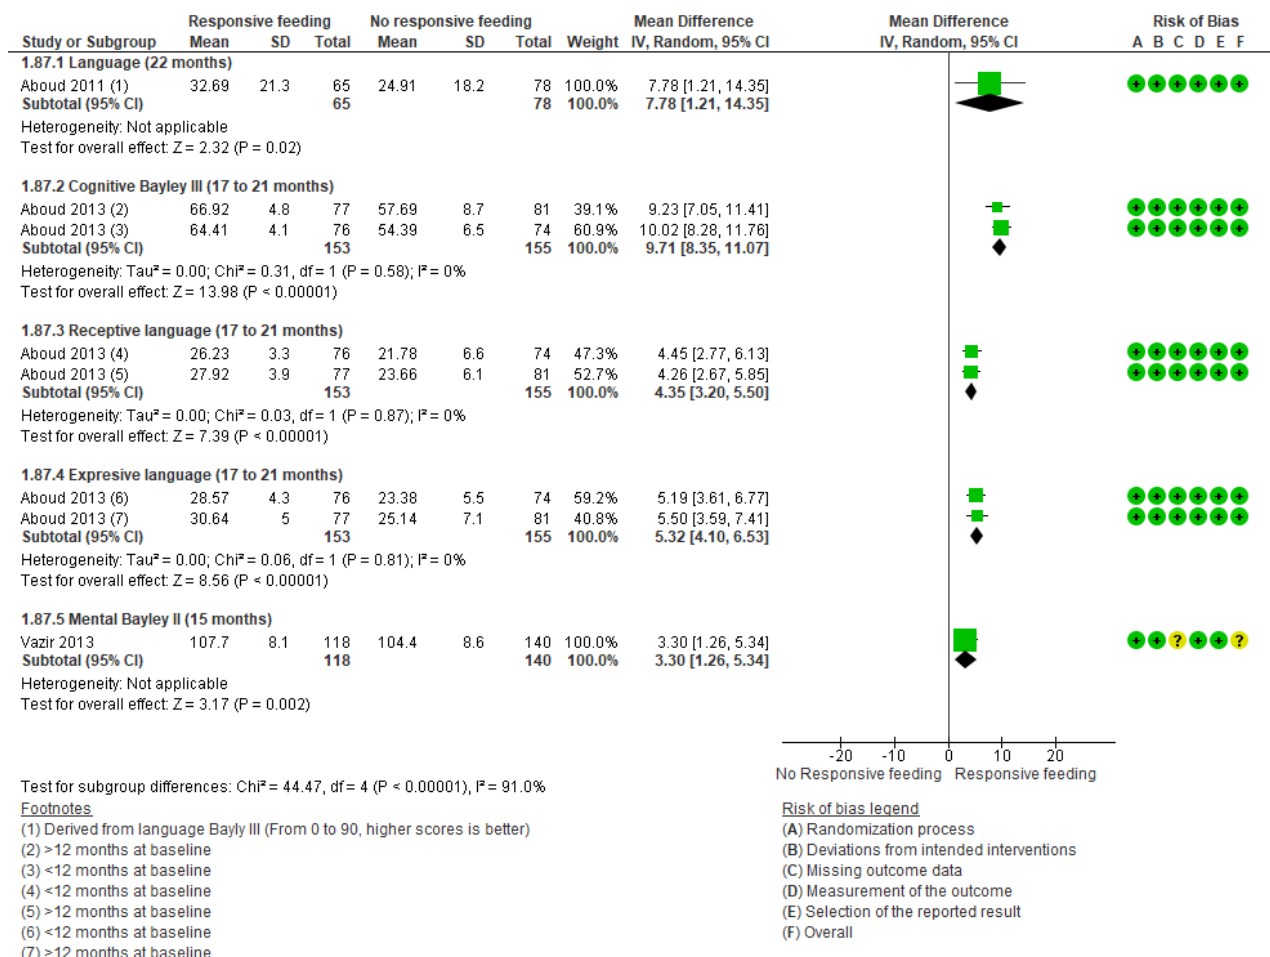 Responsive feeding No responsive feeding Mean Difference Mean Difference Risk of Bias
Study or Subgroup Mean SD Total Mean SD Total Weight IV, Random, 95% CI IV, Random, 95% CI A B C D E F
1.87.1 Language (22 months)
Aboud 2011 (1) 32.69 21.3 65 24.91 18.2 78 100.0% 7.78 [1.21, 14.35] + + + + + +
Subtotal (95% CI) 65 78 100.0% 7.78 [1.21, 14.35]
Heterogeneity: Not applicable
Test for overall effect: Z = 2.32 (P = 0.02)
1.87.2 Cognitive Bayley III (17 to 21 months)
Aboud 2013 (2) 66.92 4.8 77 57.69 8.7 81 39.1% 9.23 [7.05, 11.41] + + + + + +
Aboud 2013 (3) 64.41 4.1 76 54.39 6.5 74 60.9% 10.02 [8.28, 11.76] + + + + + +
Subtotal (95% CI) 153 155 100.0% 9.71 [8.35, 11.07]
Heterogeneity: Tau² = 0.00; Chi² = 0.31, df = 1 (P = 0.58); I² = 0%
Test for overall effect: Z = 13.98 (P < 0.00001)
1.87.3 Receptive language (17 to 21 months)
Aboud 2013 (4) 26.23 3.3 76 21.78 6.6 74 47.3% 4.45 [2.77, 6.13] + + + + + +
Aboud 2013 (5) 27.92 3.9 77 23.66 6.1 81 52.7% 4.26 [2.67, 5.85] + + + + + +
Subtotal (95% CI) 153 155 100.0% 4.35 [3.20, 5.50]
Heterogeneity: Tau² = 0.00; Chi² = 0.03, df = 1 (P = 0.87); I² = 0%
Test for overall effect: Z = 7.39 (P < 0.00001)
1.87.4 Expresive language (17 to 21 months)
Aboud 2013 (6) 28.57 4.3 76 23.38 5.5 74 59.2% 5.19 [3.61, 6.77] + + + + + +
Aboud 2013 (7) 30.64 5 77 25.14 7.1 81 40.8% 5.50 [3.59, 7.41] + + + + + +
Subtotal (95% CI) 153 155 100.0% 5.32 [4.10, 6.53]
Heterogeneity: Tau² = 0.00; Chi² = 0.06, df = 1 (P = 0.81); I² = 0%
Test for overall effect: Z = 8.56 (P < 0.00001)
1.87.5 Mental Bayley II (15 months)
Vazir 2013 107.7 8.1 118 104.4 8.6 140 100.0% 3.30 [1.26, 5.34] + + ? + + ?
Subtotal (95% CI) 118 140 100.0% 3.30 [1.26, 5.34]
Heterogeneity: Not applicable
Test for overall effect: Z = 3.17 (P = 0.002)
-20 -10 0 10 20
No Responsive feeding Responsive feeding
Test for subgroup differences: Chi² = 44.47, df = 4 (P < 0.00001), I² = 91.0%
Footnotes
(1) Derived from language Bayly III (From 0 to 90, higher scores is better)
(2) >12 months at baseline
(3) <12 months at baseline
(4) <12 months at baseline
(5) >12 months at baseline
(6) <12 months at baseline
(7) >12 months at baseline
Risk of bias legend
(A) Randomization process
(B) Deviations from intended interventions
(C) Missing outcome data
(D) Measurement of the outcome
(E) Selection of the reported result
(F) Overall